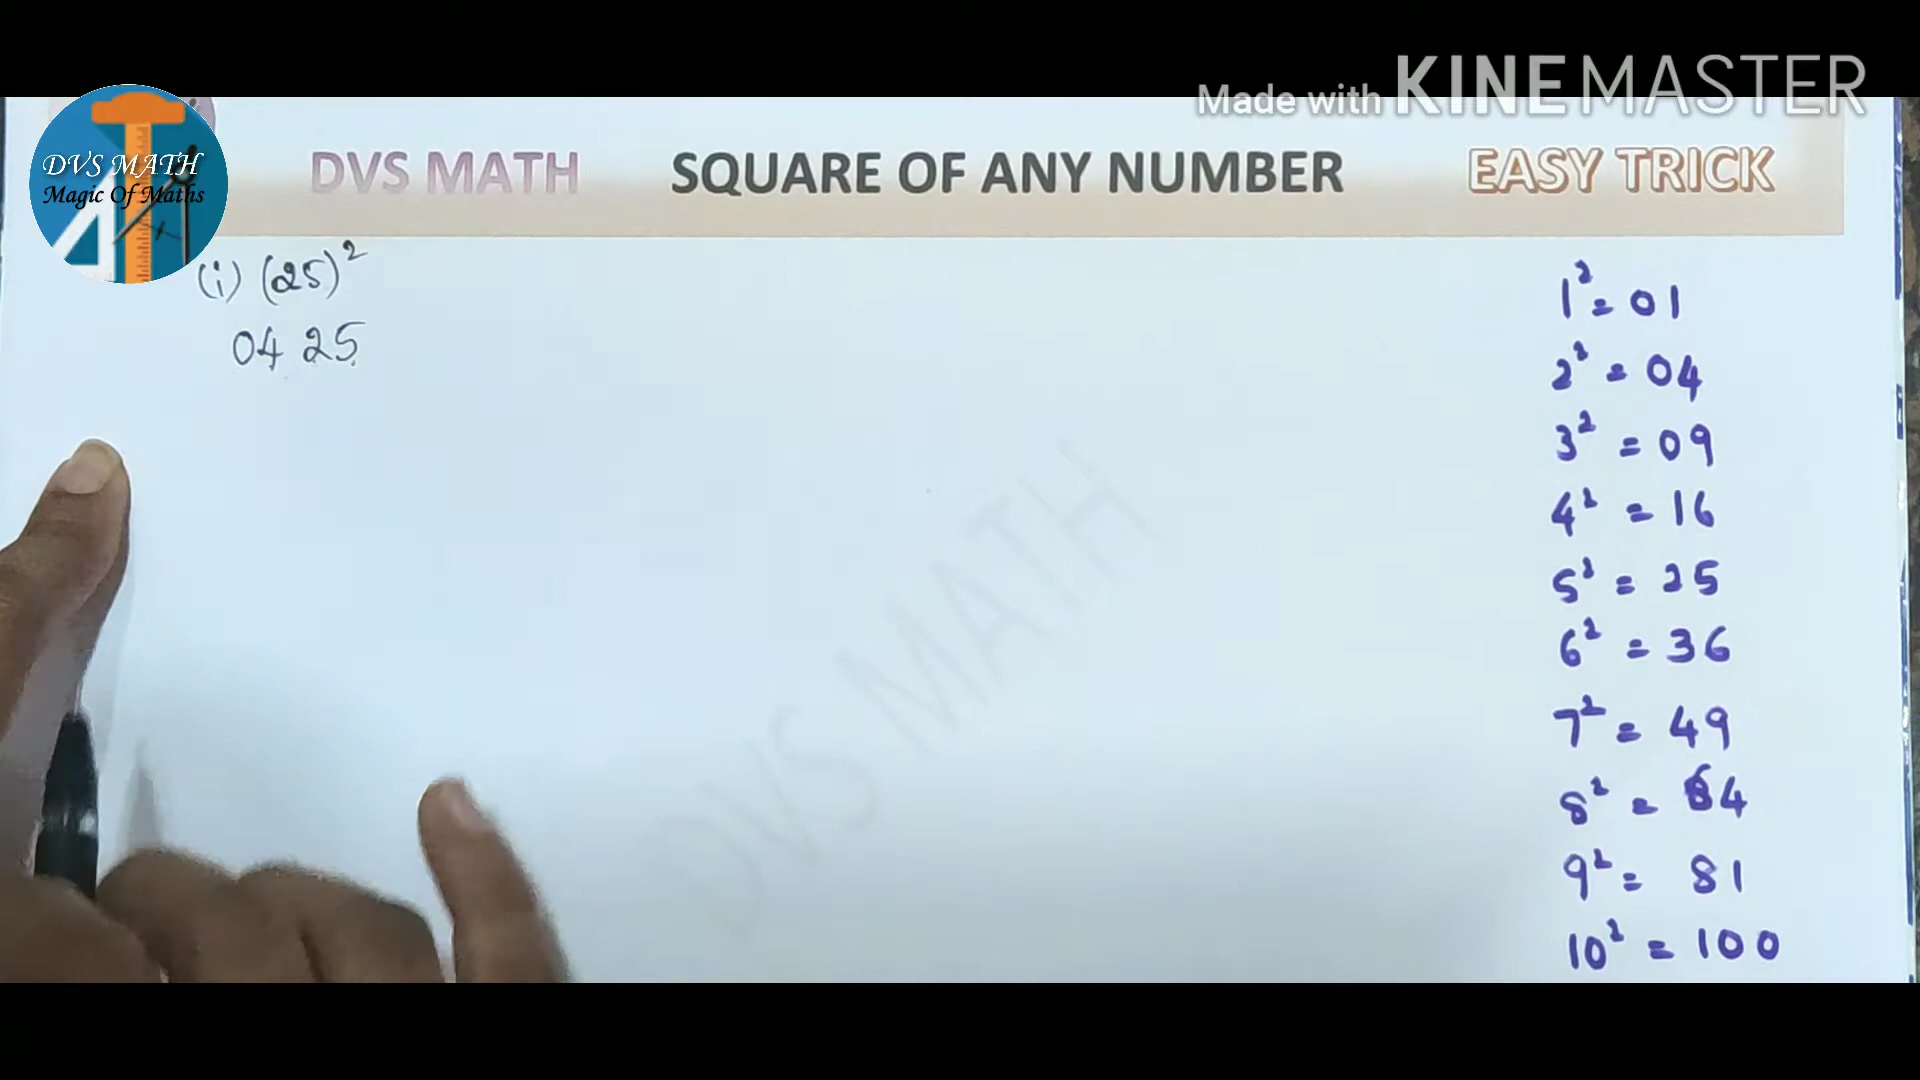 Made with KINEMASTER
DVS MATH
Magic Of Maths
DVS MATH SQUARE OF ANY NUMBER EASY TRICK
(i) (25)²
04 25
1² = 01
2² = 04
3² = 09
4² = 16
5² = 25
6² = 36
7² = 49
8² = 64
9² = 81
10² = 100
DVS MATH